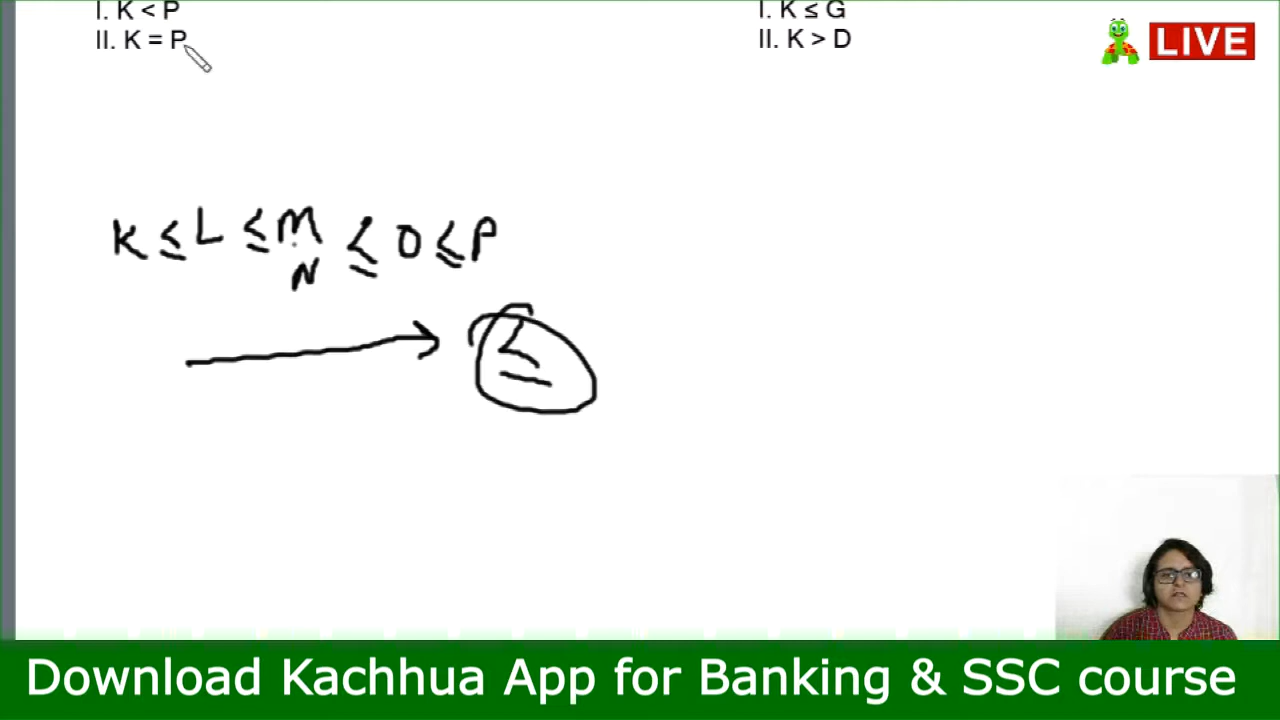 I. K < P
II. K = P
I. K ≤ G
II. K > D
LIVE
K ≤ L ≤ M ≤ O ≤ P
N
≤
Download Kachhua App for Banking & SSC course